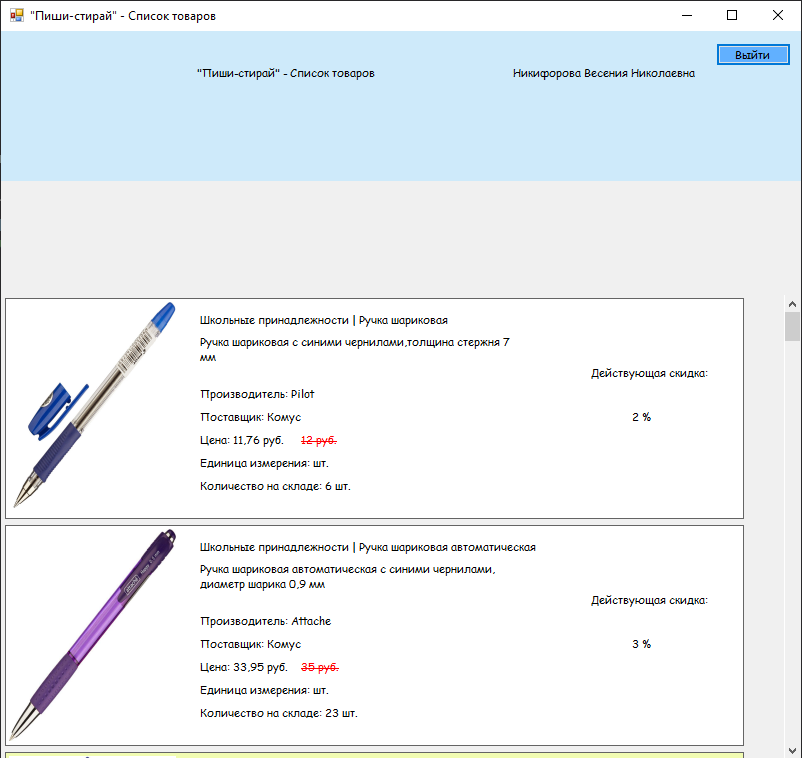 "Пиши-стирай" - Список товаров
Выйти
"Пиши-стирай" - Список товаров
Никифорова Весения Николаевна
Школьные принадлежности | Ручка шариковая
Ручка шариковая с синими чернилами,толщина стержня 7
мм
Действующая скидка:
Производитель: Pilot
Поставщик: Комус
2 %
Цена: 11,76 руб. 12 руб.
Единица измерения: шт.
Количество на складе: 6 шт.
Школьные принадлежности | Ручка шариковая автоматическая
Ручка шариковая автоматическая с синими чернилами,
диаметр шарика 0,9 мм
Действующая скидка:
Производитель: Attache
Поставщик: Комус
3 %
Цена: 33,95 руб. 35 руб.
Единица измерения: шт.
Количество на складе: 23 шт.